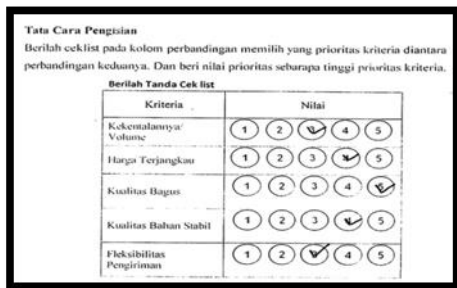 Tata Cara Pengisian
Berilah ceklist pada kolom perbandingan memilih yang prioritas kriteria diantara
perbandingan keduanya. Dan beri nilai prioritas sebarapa tinggi prioritas kriteria.
Berilah Tanda Cek list
Kriteria Nilai
Kekentalannya/
Volume
1 2 4 5
Harga Terjangkau 1 2 3 5
Kualitas Bagus 1 2 3 4
Kualitas Bahan Stabil 1 2 3 5
Fleksibilitas
Pengiriman
1 2 4 5